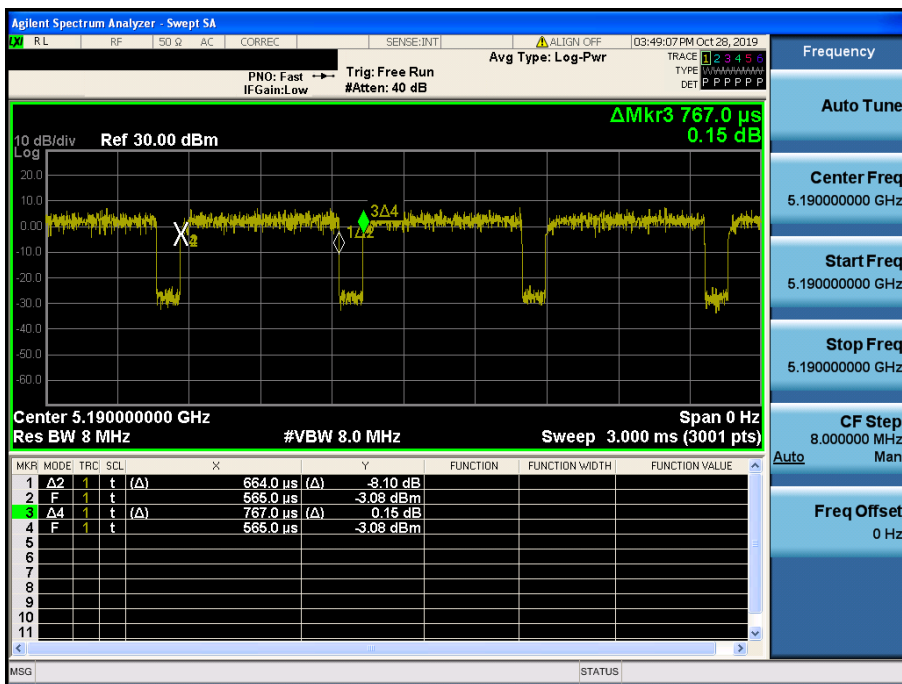 Agilent Spectrum Analyzer - Swept SA
LXI RL RF 50 Ω AC CORREC SENSE:INT ALIGN OFF 03:49:07 PM Oct 28, 2019
Frequency
Avg Type: Log-Pwr TRACE 1 2 3 4 5 6
PNO: Fast Trig: Free Run TYPE WWWWWW
IFGain:Low #Atten: 40 dB DET P P P P P P
Auto Tune
ΔMkr3 767.0 µs
10 dB/div Ref 30.00 dBm 0.15 dB
Log
20.0
10.0
0.00
-10.0
-20.0
-30.0
-40.0
-50.0
-60.0
3Δ4
1Δ2
Center Freq
5.190000000 GHz
Start Freq
5.190000000 GHz
Stop Freq
5.190000000 GHz
Center 5.190000000 GHz Span 0 Hz
Res BW 8 MHz #VBW 8.0 MHz Sweep 3.000 ms (3001 pts)
CF Step
8.000000 MHz
Auto Man
MKR MODE TRC SCL X Y FUNCTION FUNCTION WIDTH FUNCTION VALUE
1 Δ2 1 t (Δ) 664.0 µs (Δ) -8.10 dB
2 F 1 t 565.0 µs -3.08 dBm
3 Δ4 1 t (Δ) 767.0 µs (Δ) 0.15 dB
4 F 1 t 565.0 µs -3.08 dBm
5
6
7
8
9
10
11
Freq Offset
0 Hz
MSG STATUS